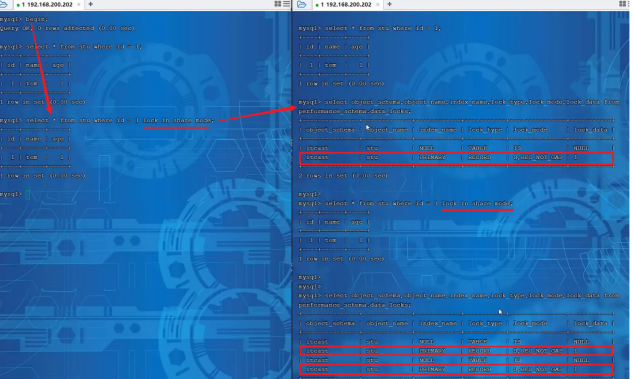 1 192.168.200.202 × +
mysql> begin;
Query OK, 0 rows affected (0.00 sec)
mysql> select * from stu where id = 1;
| id | name | age |
| 1 | tom | 1 |
1 row in set (0.00 sec)
mysql> select * from stu where id = 1 lock in share mode;
| id | name | age |
| 1 | tom | 1 |
1 row in set (0.00 sec)
mysql>
1 192.168.200.202 × +
mysql> select * from stu where id = 1;
| id | name | age |
| 1 | tom | 1 |
1 row in set (0.00 sec)
mysql> select object_schema,object_name,index_name,lock_type,lock_mode,lock_data from
performance_schema.data_locks;
| object_schema | object_name | index_name | lock_type | lock_mode | lock_data |
| itcast | stu | NULL | TABLE | IS | NULL |
| itcast | stu | PRIMARY | RECORD | S,REC_NOT_GAP | 1 |
2 rows in set (0.00 sec)
mysql>
mysql> select * from stu where id = 1 lock in share mode;
| id | name | age |
| 1 | tom | 1 |
1 row in set (0.00 sec)
mysql>
mysql>
mysql> select object_schema,object_name,index_name,lock_type,lock_mode,lock_data from
performance_schema.data_locks;
| object_schema | object_name | index_name | lock_type | lock_mode | lock_data |
| itcast | stu | NULL | TABLE | IS | NULL |
| itcast | stu | PRIMARY | RECORD | S,REC_NOT_GAP | 1 |
| itcast | stu | NULL | TABLE | IS | NULL |
| itcast | stu | PRIMARY | RECORD | S,REC_NOT_GAP | 1 |